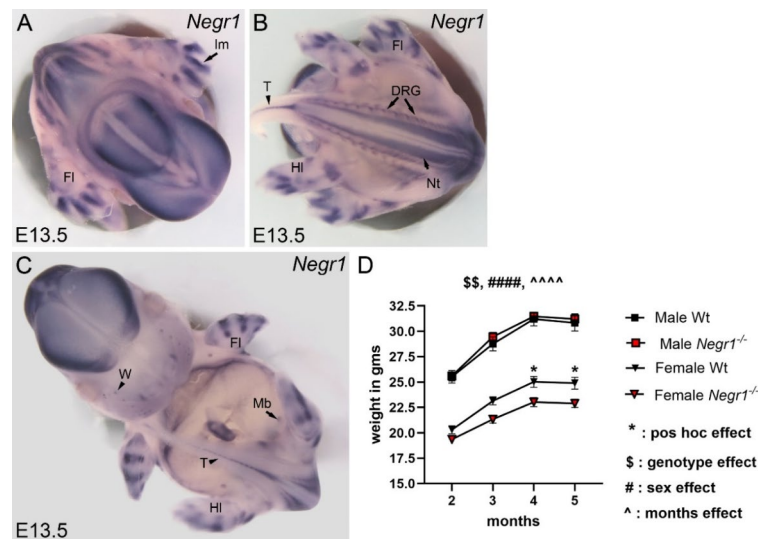 A
Negr1
Im
Fl
E13.5
B
Fl
T
DRG
Hl
Nt
E13.5
C
Negr1
Fl
W
Mb
T
Hl
E13.5
D
$$, ####, ^^^^
32.5
30.0
27.5
25.0
22.5
20.0
17.5
15.0
weight in gms
* *
2 3 4 5
months
Male Wt
Male Negr1-/-
Female Wt
Female Negr1-/-
* : pos hoc effect
$ : genotype effect
# : sex effect
^ : months effect